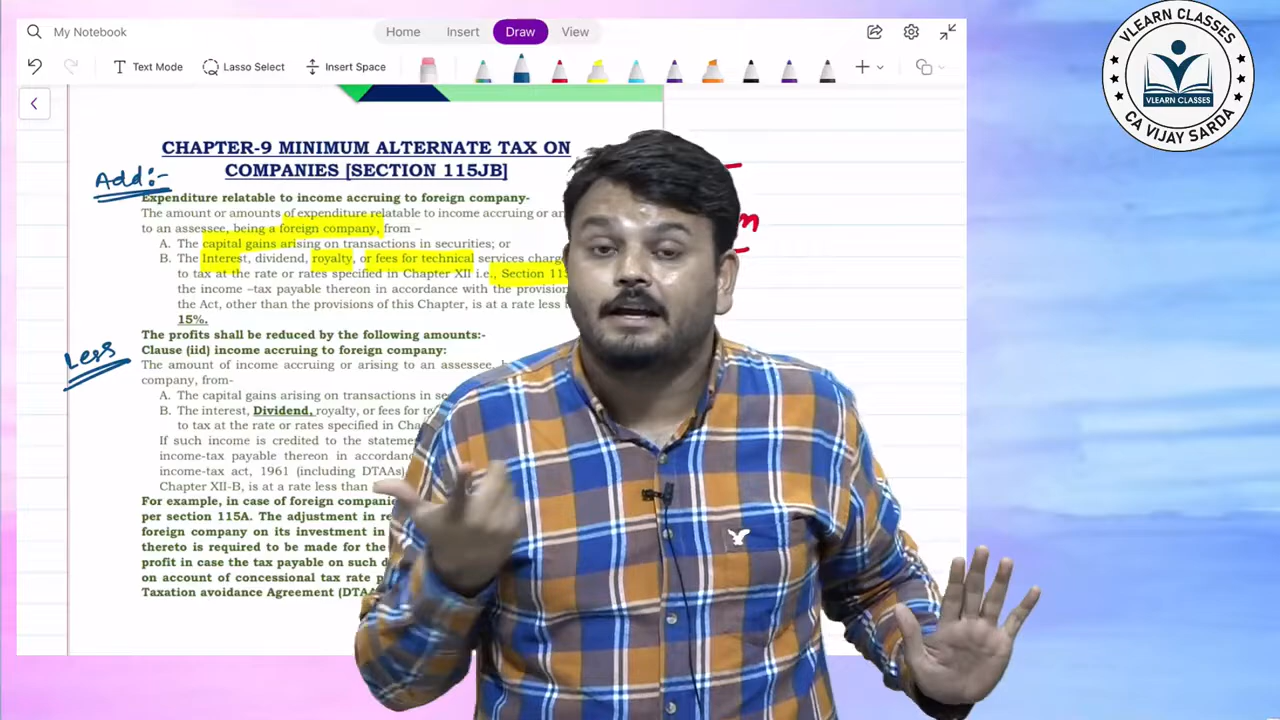 My Notebook
Home Insert Draw View
Text Mode Lasso Select Insert Space
VLEARN CLASSES
VLEARN CLASSES
CA VIJAY SARDA
CHAPTER-9 MINIMUM ALTERNATE TAX ON
COMPANIES [SECTION 115JB]
Add:-
Expenditure relatable to income accruing to foreign company-
The amount or amounts of expenditure relatable to income accruing or
to an assessee, being a foreign company, from –
A. The capital gains arising on transactions in securities; or
B. The Interest, dividend, royalty, or fees for technical services
to tax at the rate or rates specified in Chapter XII i.e., Section
the income –tax payable thereon in accordance with the
the Act, other than the provisions of this Chapter, is at a rate less
15%.
The profits shall be reduced by the following amounts:-
Less
Clause (iid) income accruing to foreign company:
The amount of income accruing or arising to an assessee,
company, from-
A. The capital gains arising on transactions in
B. The interest, Dividend, royalty, or fees for
to tax at the rate or rates specified in
If such income is credited to the
income-tax payable thereon in
income-tax act, 1961 (including DTAAs)
Chapter XII-B, is at a rate less than
For example, in case of foreign
per section 115A. The adjustment in
foreign company on its investment in
thereto is required to be made for the
profit in case the tax payable on such
on account of concessional tax rate
Taxation avoidance Agreement